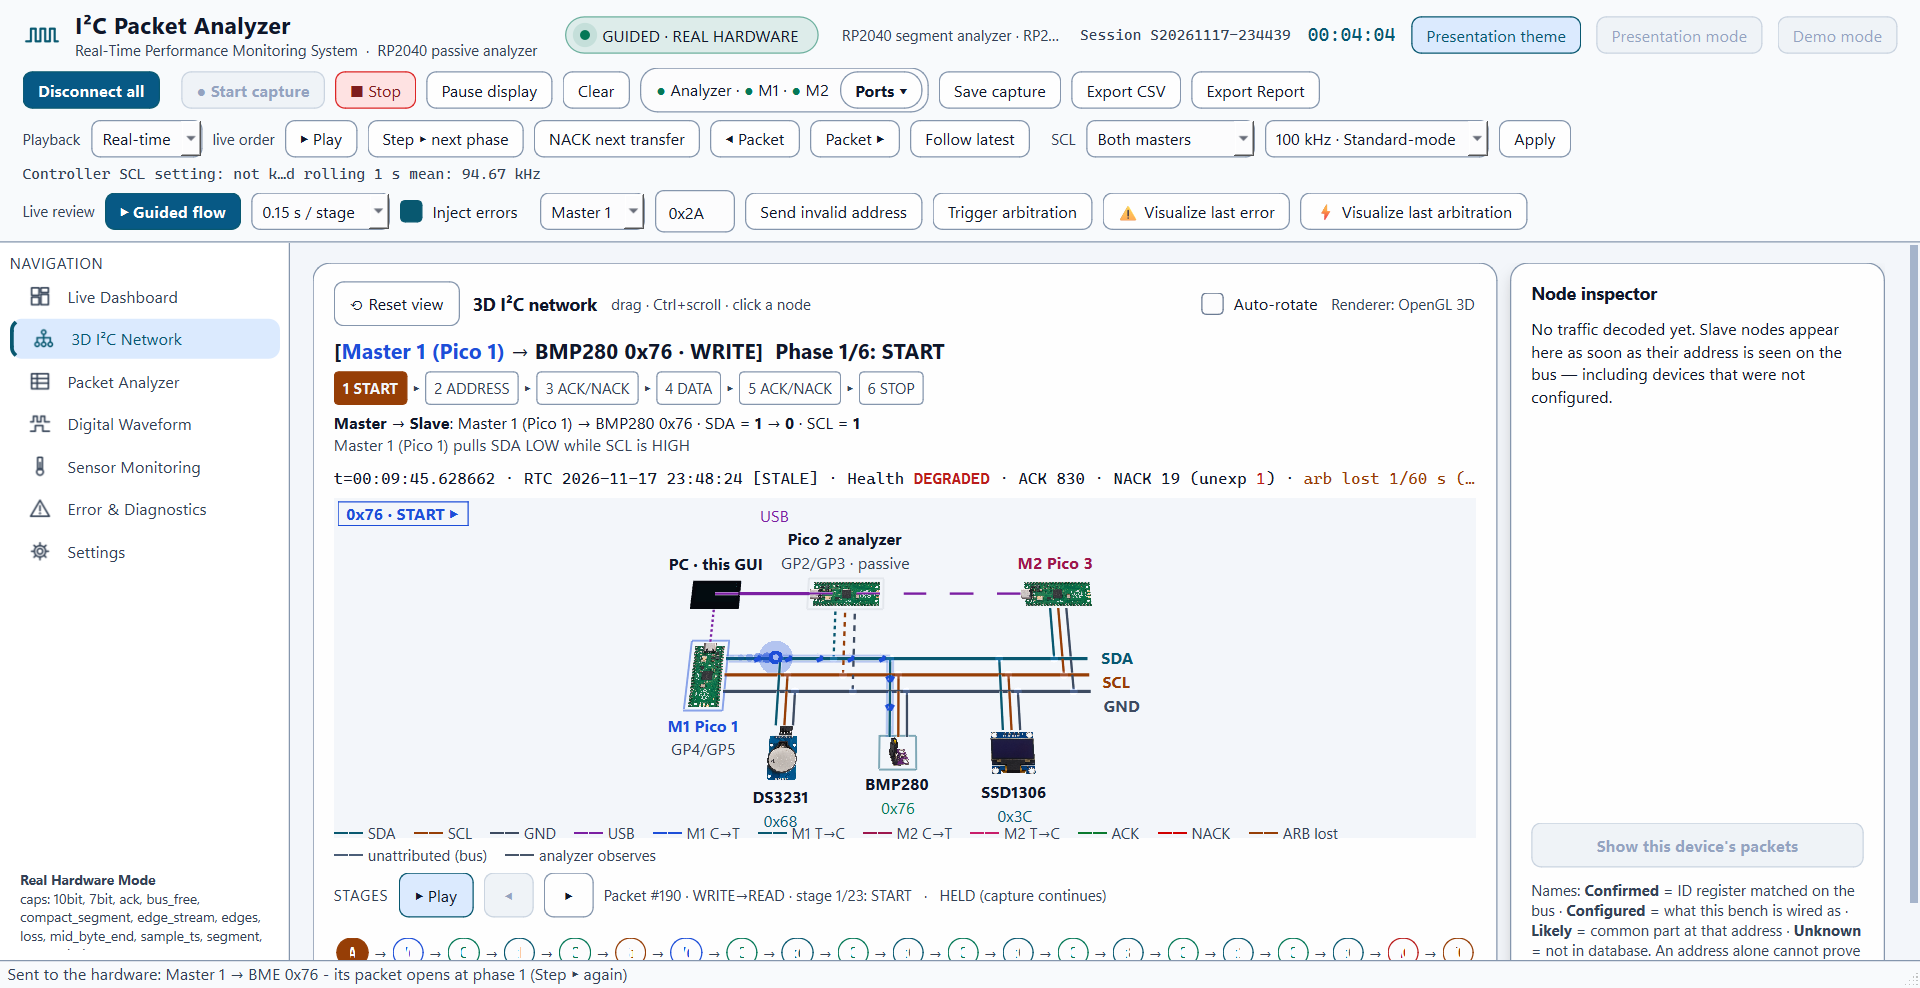 I²C Packet Analyzer
Real-Time Performance Monitoring System · RP2040 passive analyzer
GUIDED · REAL HARDWARE
RP2040 segment analyzer · RP2…
Session S20261117-234439
00:04:04
Presentation theme
Presentation mode
Demo mode
Disconnect all
● Start capture
■ Stop
Pause display
Clear
● Analyzer · ● M1 · ● M2
Ports ▾
Save capture
Export CSV
Export Report
Playback
Real-time
live order
▸ Play
Step ▸ next phase
NACK next transfer
◂ Packet
Packet ▸
Follow latest
SCL
Both masters
100 kHz · Standard-mode
Apply
Controller SCL setting: not k…d rolling 1 s mean: 94.67 kHz
Live review
▸ Guided flow
0.15 s / stage
Inject errors
Master 1
0x2A
Send invalid address
Trigger arbitration
Visualize last error
Visualize last arbitration
NAVIGATION
Live Dashboard
3D I²C Network
Packet Analyzer
Digital Waveform
Sensor Monitoring
Error & Diagnostics
Settings
Real Hardware Mode
caps: 10bit, 7bit, ack, bus_free,
compact_segment, edge_stream, edges,
loss, mid_byte_end, sample_ts, segment,
⟲ Reset view
3D I²C network
drag · Ctrl+scroll · click a node
Auto-rotate
Renderer: OpenGL 3D
[Master 1 (Pico 1) → BMP280 0x76 · WRITE] Phase 1/6: START
1 START ▸ 2 ADDRESS ▸ 3 ACK/NACK ▸ 4 DATA ▸ 5 ACK/NACK ▸ 6 STOP
Master → Slave: Master 1 (Pico 1) → BMP280 0x76 · SDA = 1 → 0 · SCL = 1
Master 1 (Pico 1) pulls SDA LOW while SCL is HIGH
t=00:09:45.628662 · RTC 2026-11-17 23:48:24 [STALE] · Health DEGRADED · ACK 830 · NACK 19 (unexp 1) · arb lost 1/60 s (…
0x76 · START ▸
USB
Pico 2 analyzer
GP2/GP3 · passive
PC · this GUI
M2 Pico 3
SDA
SCL
GND
M1 Pico 1
GP4/GP5
DS3231
0x68
BMP280
0x76
SSD1306
0x3C
SDA
SCL
GND
USB
M1 C→T
M1 T→C
M2 C→T
M2 T→C
ACK
NACK
ARB lost
unattributed (bus)
analyzer observes
STAGES
▸ Play
◂
▸
Packet #190 · WRITE→READ · stage 1/23: START · HELD (capture continues)
Node inspector
No traffic decoded yet. Slave nodes appear
here as soon as their address is seen on the
bus — including devices that were not
configured.
Show this device's packets
Names: Confirmed = ID register matched on the
bus · Configured = what this bench is wired as ·
Likely = common part at that address · Unknown
= not in database. An address alone cannot prove
Sent to the hardware: Master 1 → BME 0x76 - its packet opens at phase 1 (Step ▸ again)